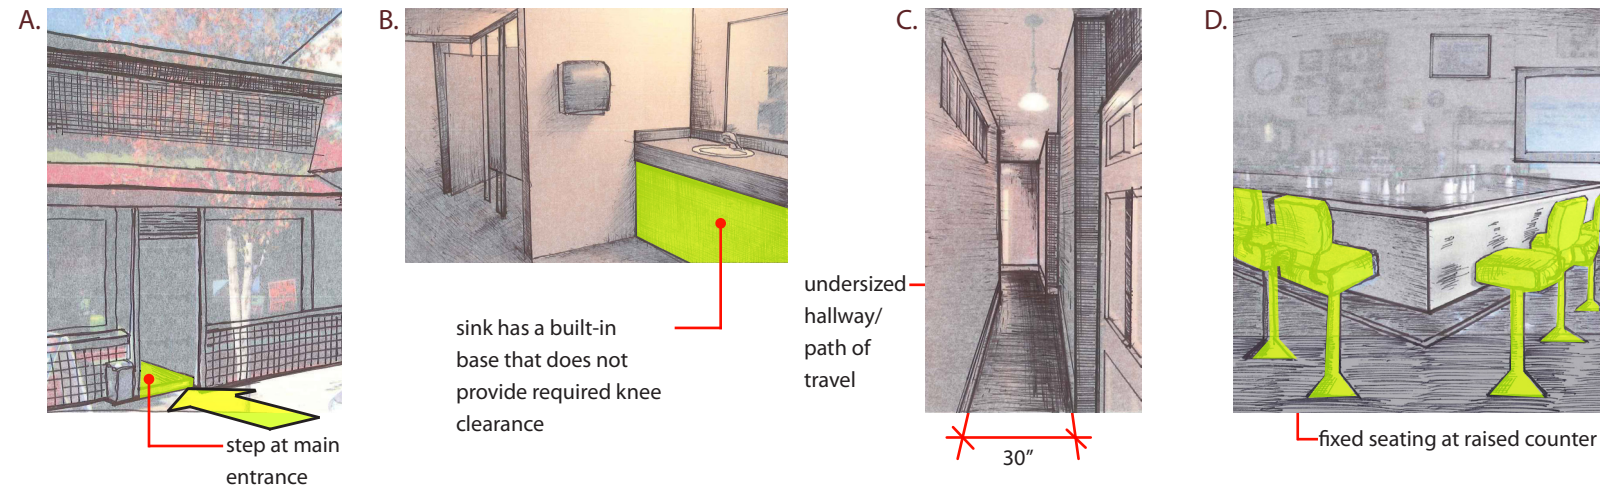 A.
step at main
entrance
B.
sink has a built-in
base that does not
provide required knee
clearance
C.
undersized
hallway/
path of
travel
30”
D.
fixed seating at raised counter